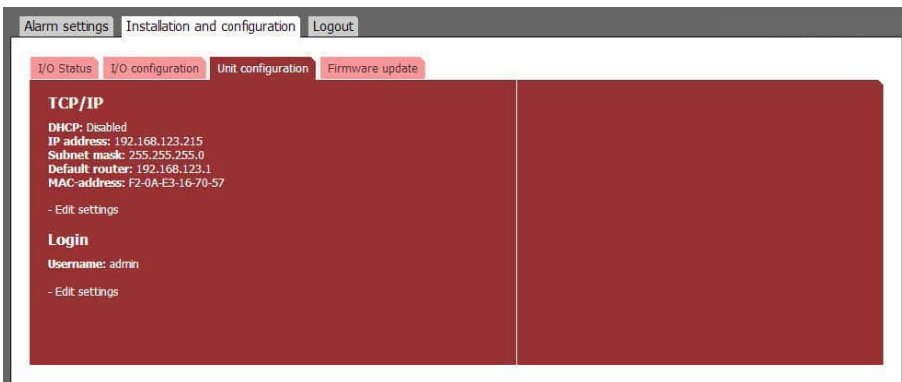 Alarm settings Installation and configuration Logout
I/O Status I/O configuration Unit configuration Firmware update
TCP/IP
DHCP: Disabled
IP address: 192.168.123.215
Subnet mask: 255.255.255.0
Default router: 192.168.123.1
MAC-address: F2-0A-E3-16-70-57
- Edit settings
Login
Username: admin
- Edit settings